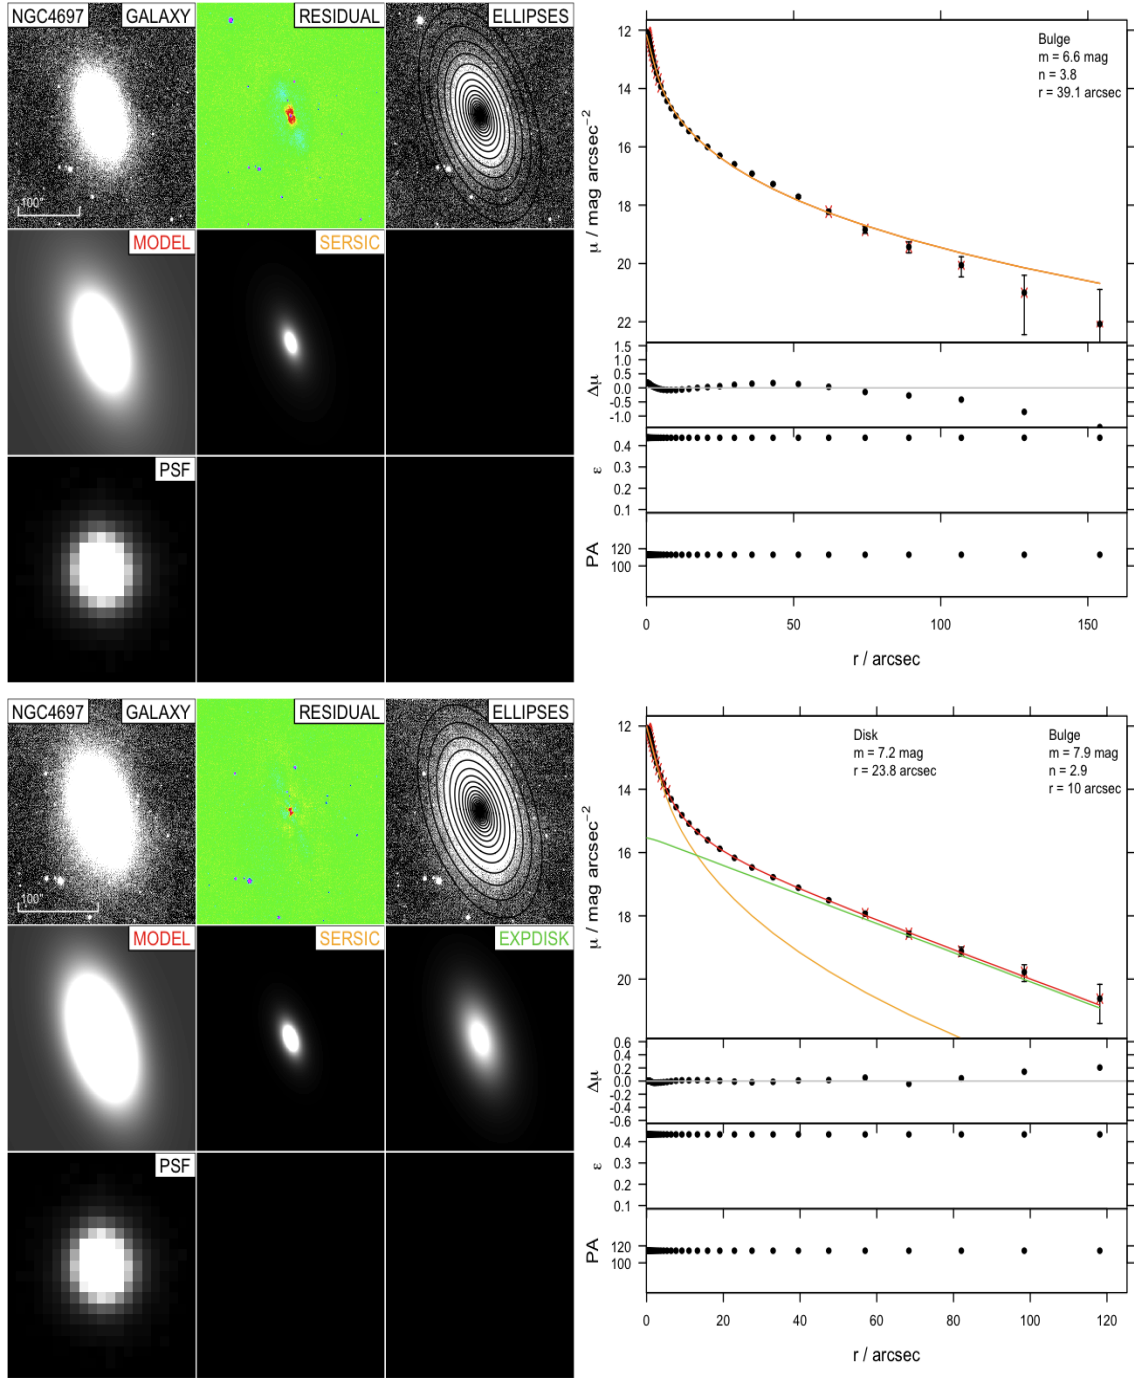 NGC4697 GALAXY RESIDUAL ELLIPSES
100"
MODEL SERSIC
PSF
Bulge
m = 6.6 mag
n = 3.8
r = 39.1 arcsec
μ / mag arcsec⁻²
12
14
16
18
20
22
Δμ
1.5
1.0
0.5
0.0
-0.5
-1.0
ε
0.4
0.3
0.2
0.1
PA
120
100
0 50 100 150
r / arcsec
NGC4697 GALAXY RESIDUAL ELLIPSES
100"
MODEL SERSIC EXPDISK
PSF
Disk
m = 7.2 mag
r = 23.8 arcsec
Bulge
m = 7.9 mag
n = 2.9
r = 10 arcsec
μ / mag arcsec⁻²
12
14
16
18
20
Δμ
0.6
0.4
0.2
0.0
-0.2
-0.4
-0.6
ε
0.4
0.3
0.2
0.1
PA
120
100
0 20 40 60 80 100 120
r / arcsec